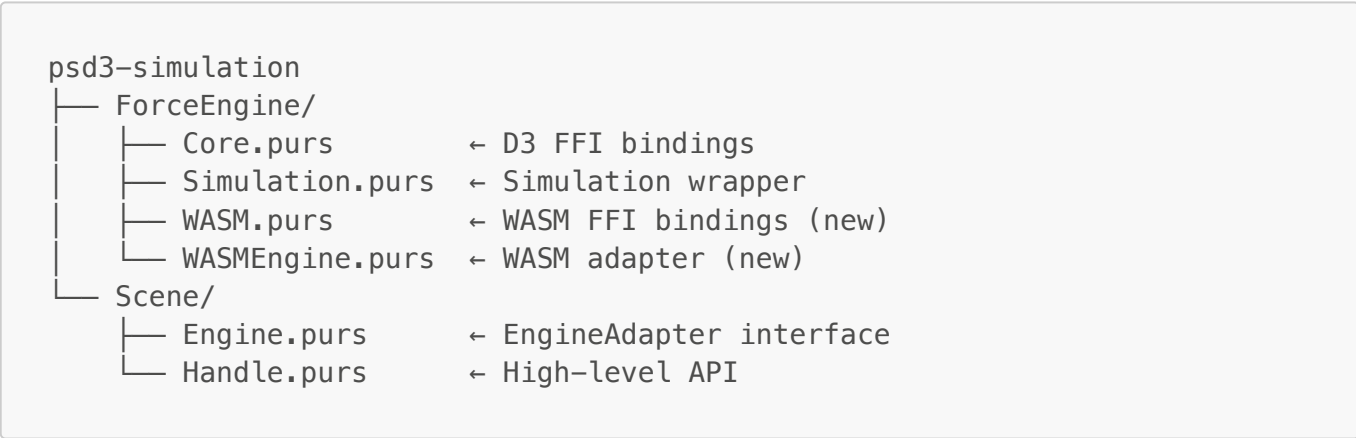 psd3-simulation
├── ForceEngine/
│   ├── Core.purs        ← D3 FFI bindings
│   ├── Simulation.purs  ← Simulation wrapper
│   ├── WASM.purs        ← WASM FFI bindings (new)
│   └── WASMEngine.purs  ← WASM adapter (new)
└── Scene/
    ├── Engine.purs      ← EngineAdapter interface
    └── Handle.purs      ← High-level API